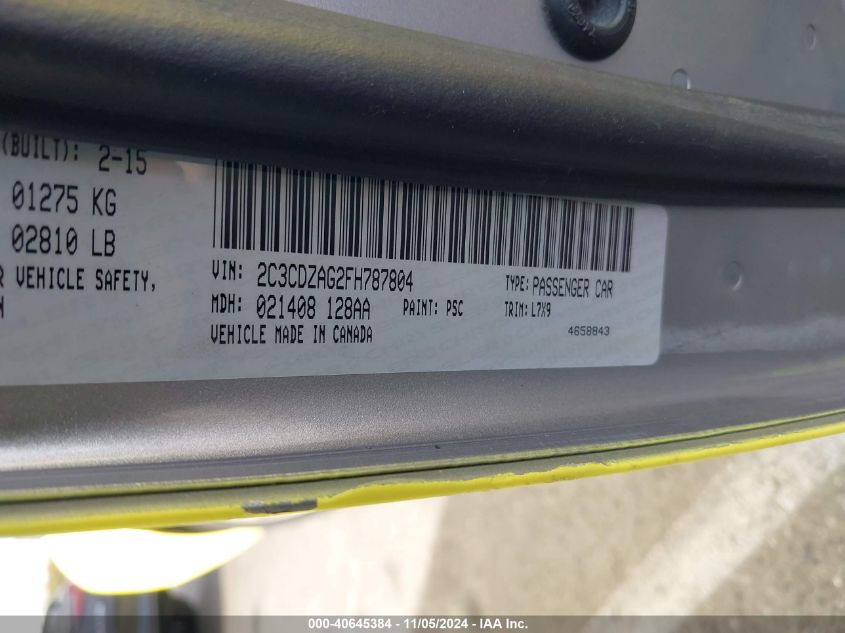 (BUILT): 2-15
01275 KG
02810 LB
VEHICLE SAFETY,
VIN: 2C3CDZAG2FH787804
TYPE: PASSENGER CAR
MDH: 021408 128AA PAINT: PSC TRIM: L7X9
VEHICLE MADE IN CANADA
4658843
000-40645384 - 11/05/2024 - IAA Inc.